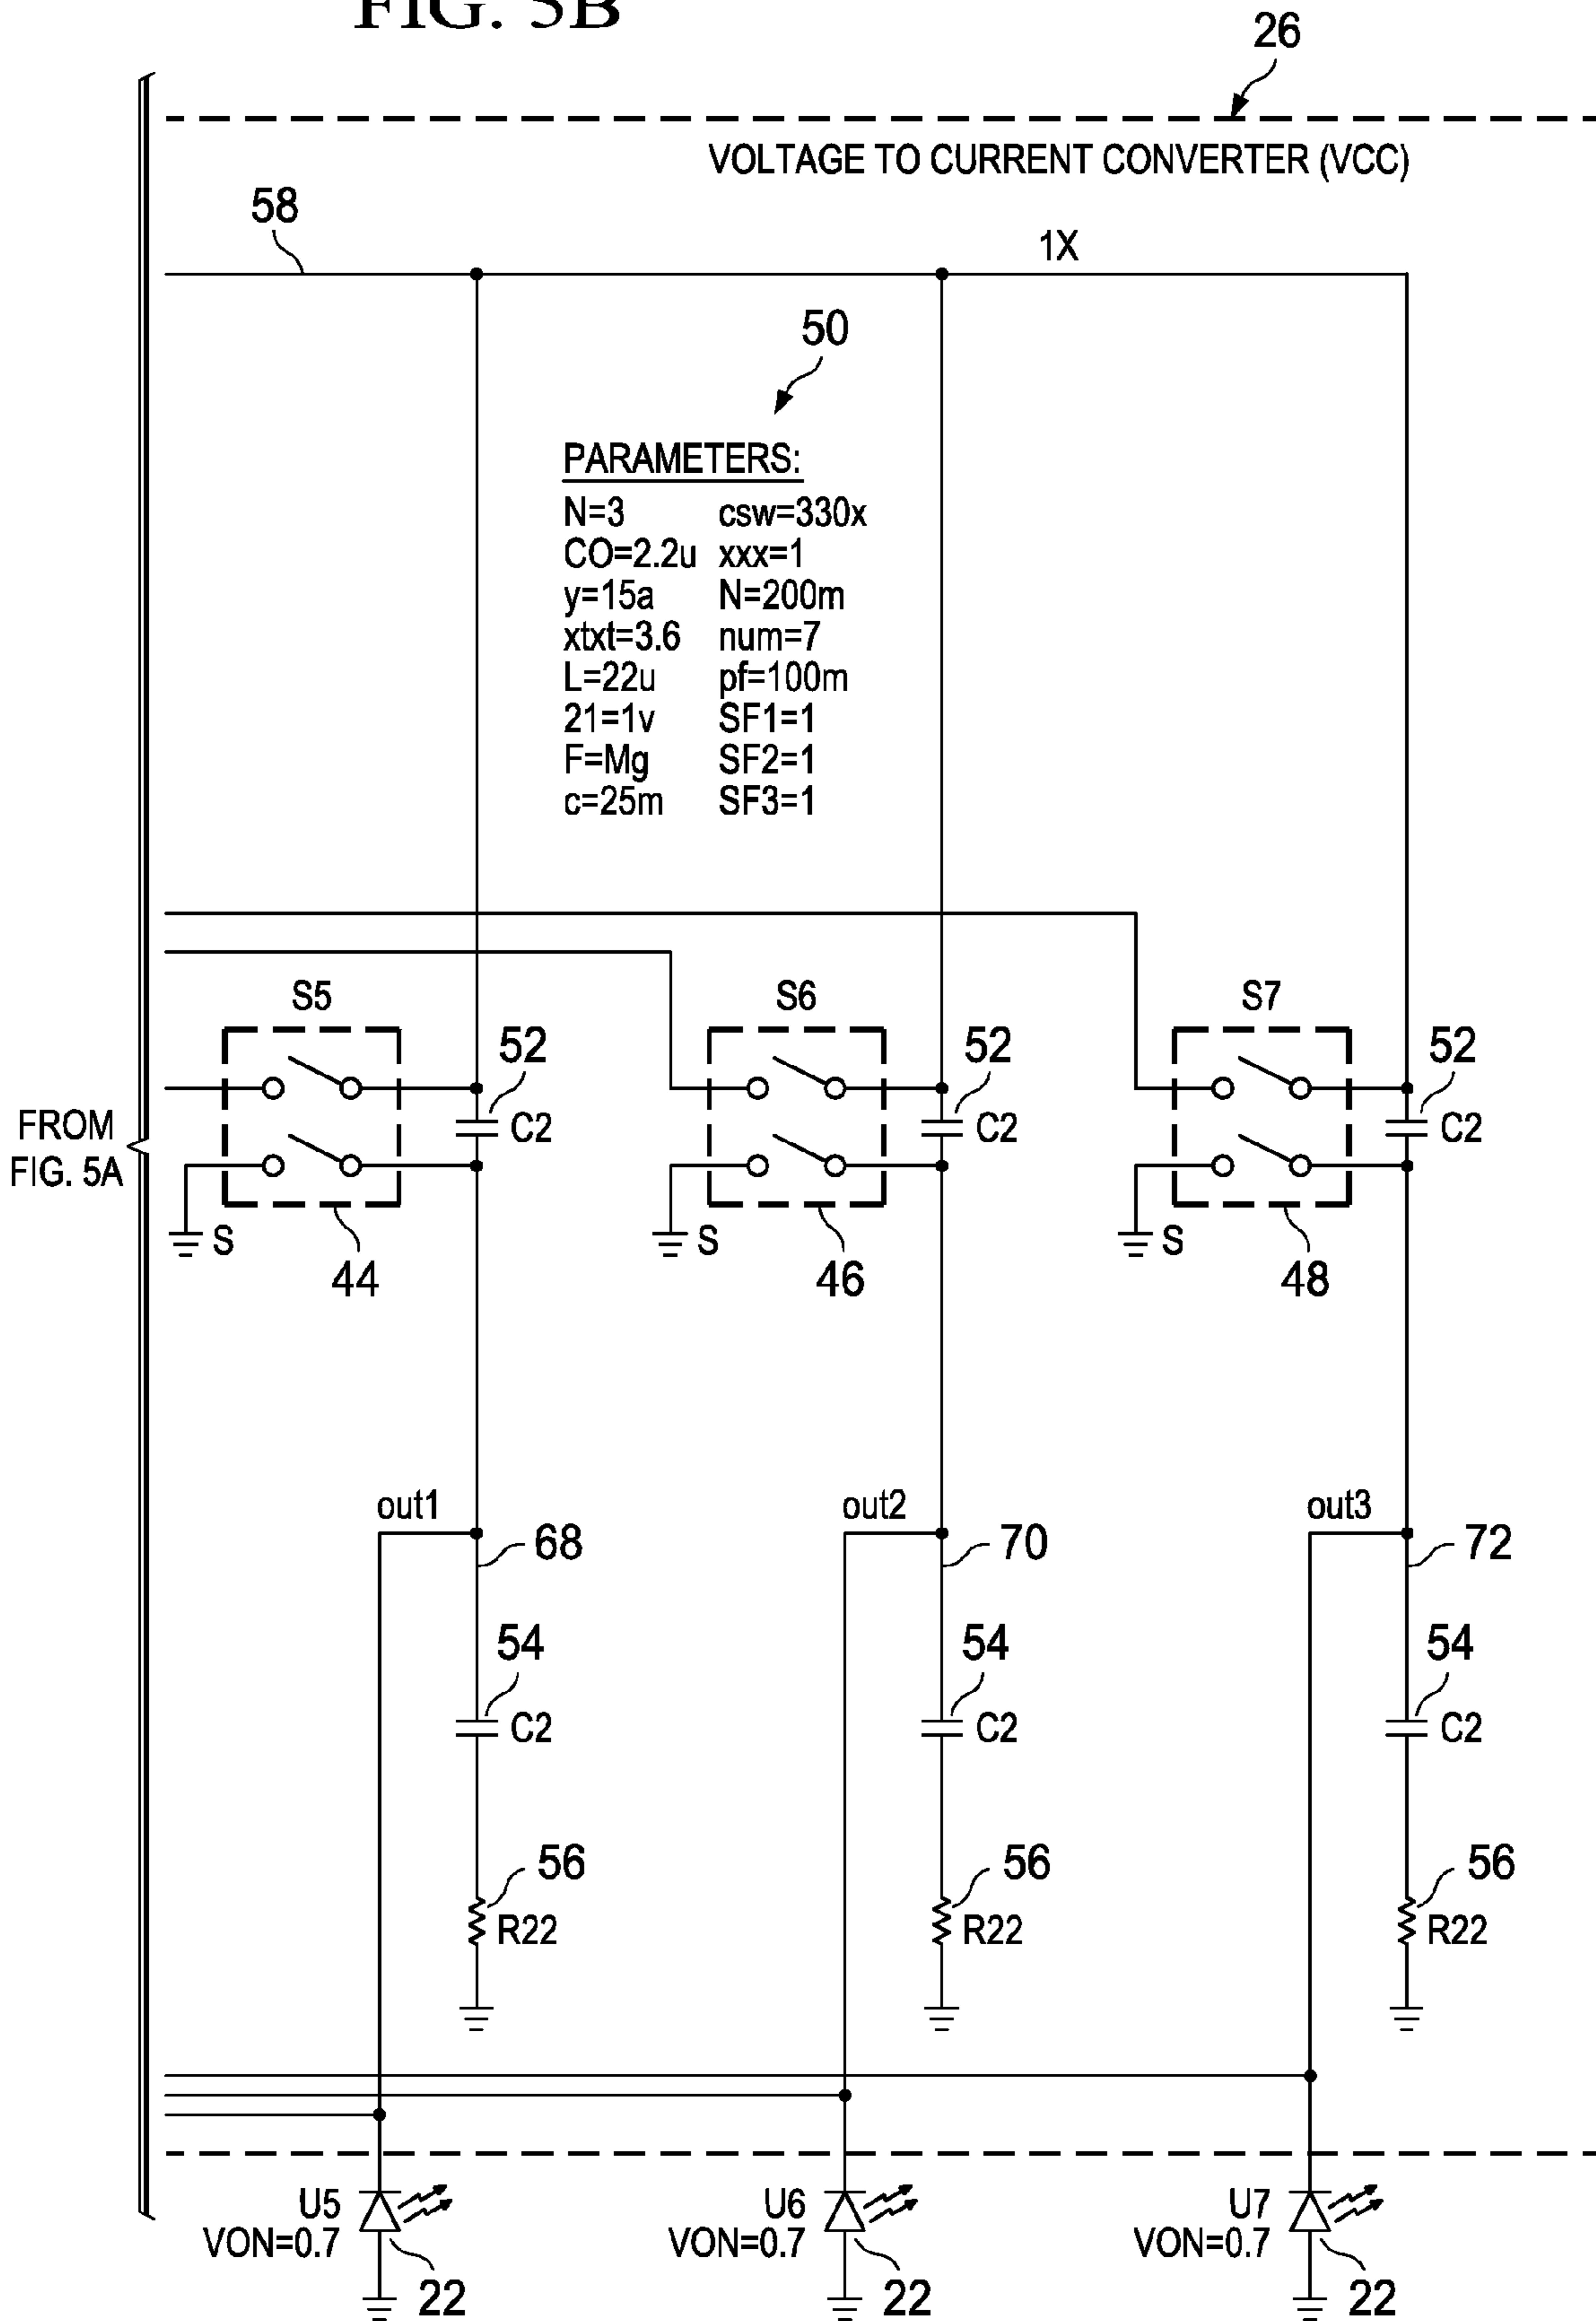 FIG. 5B
26
VOLTAGE TO CURRENT CONVERTER (VCC)
58
1X
50
PARAMETERS:
N=3 csw=330x
CO=2.2u xxx=1
y=15a N=200m
xtxt=3.6 num=7
L=22u pf=100m
21=1v SF1=1
F=Mg SF2=1
c=25m SF3=1
S5 S6 S7
52 52 52
C2 C2 C2
FROM
FIG. 5A
S S S
44 46 48
out1 out2 out3
68 70 72
54 54 54
C2 C2 C2
56 56 56
R22 R22 R22
U5 U6 U7
VON=0.7 VON=0.7 VON=0.7
22 22 22